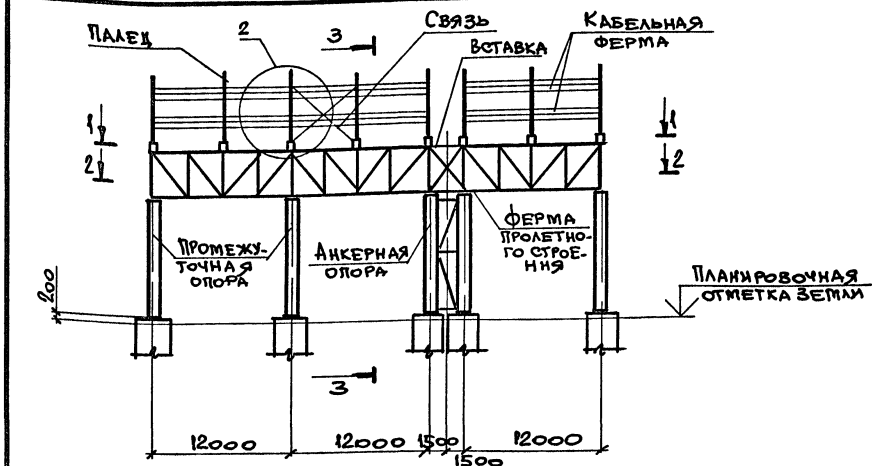 ПАЛЕЦ
2
3
СВЯЗЬ
ВСТАВКА
КАБЕЛЬНАЯ
ФЕРМА
1
1
2
2
ПРОМЕЖУ-
ТОЧНАЯ
ОПОРА
АНКЕРНАЯ
ОПОРА
ФЕРМА
ПРОЛЕТНО-
ГО СТРОЕ-
НИЯ
ПЛАНИРОВОЧНАЯ
ОТМЕТКА ЗЕМЛИ
200
3
12000
12000
1500
12000
1500